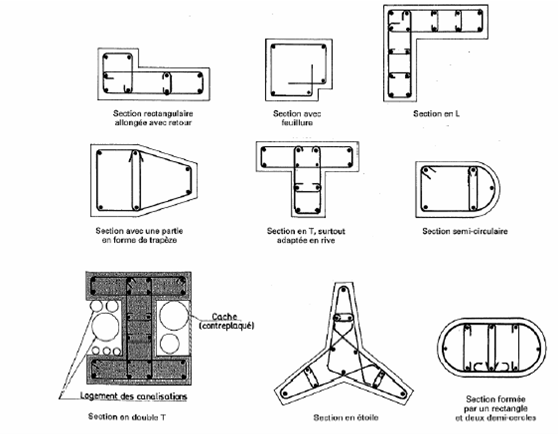 Section rectangulaire
allongée avec retour
Section avec
feuillure
Section en L
Section avec une partie
en forme de trapèze
Section en T, surtout
adaptée en rive
Section semi-circulaire
Cache
(contreplaqué)
Logement des canalisations
Section en double T
Section en étoile
Section formée
par un rectangle
et deux demi-cercles